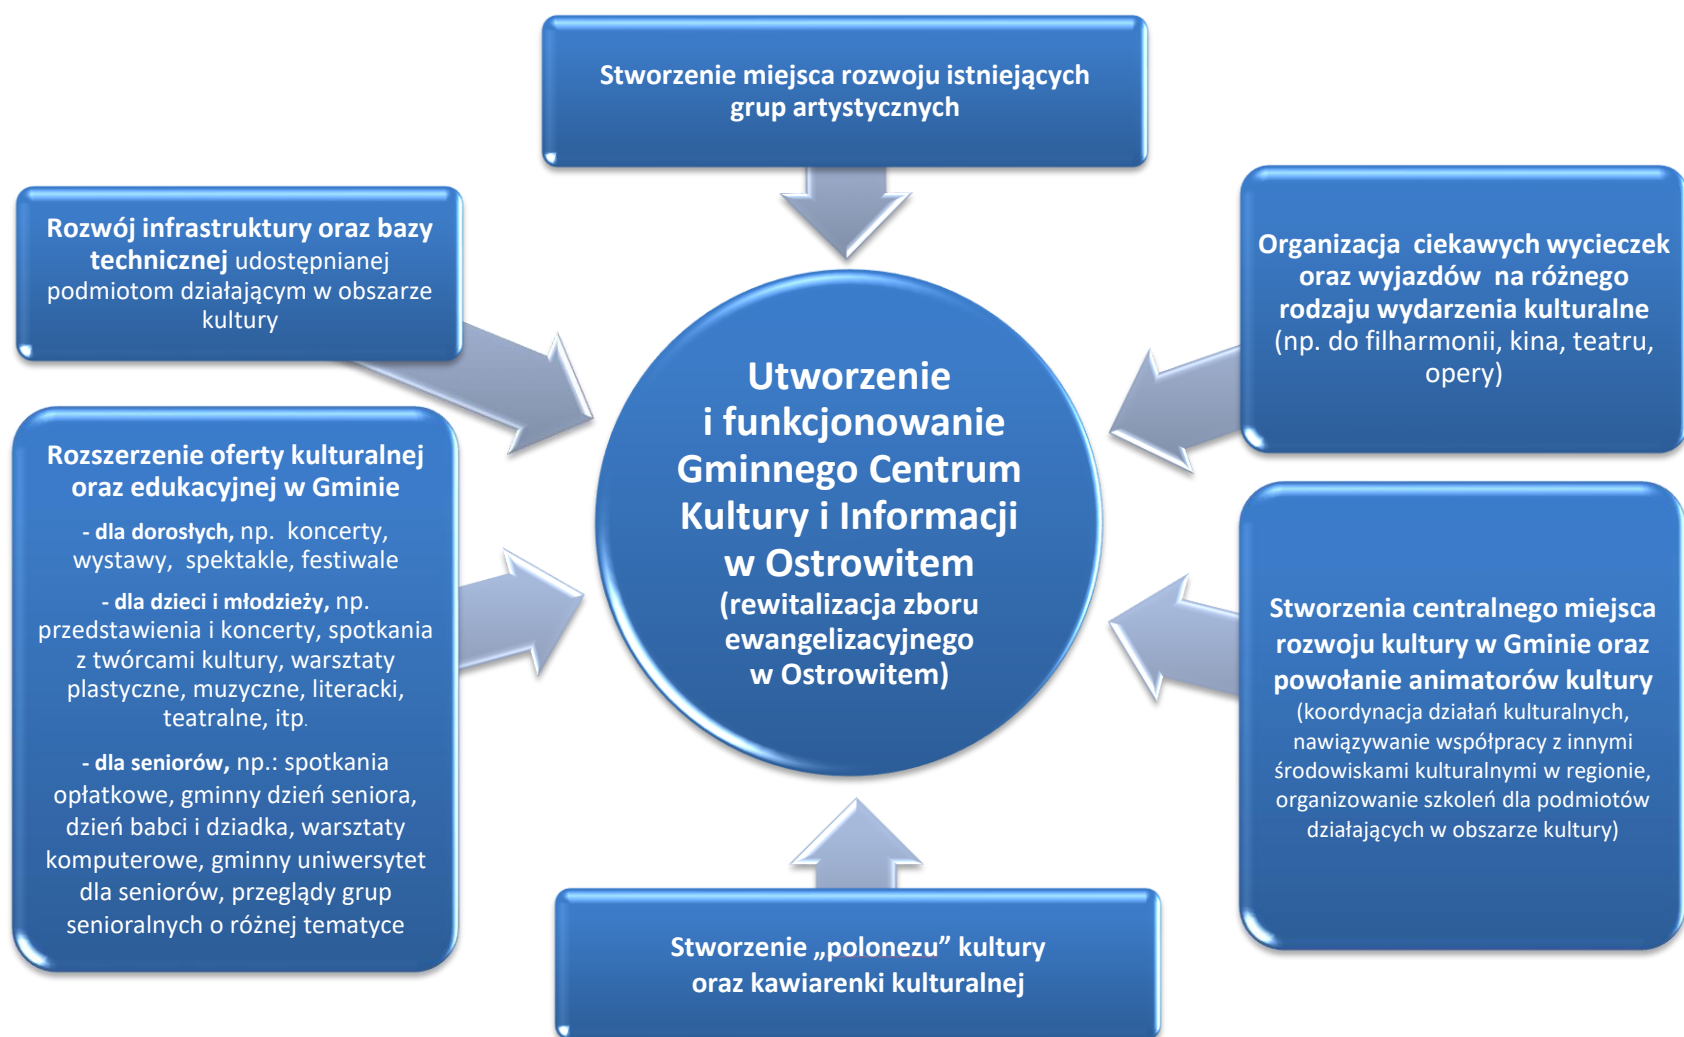 Stworzenie miejsca rozwoju istniejących
grup artystycznych
Rozwój infrastruktury oraz bazy
technicznej udostępnianej
podmiotom działającym w obszarze
kultury
Organizacja ciekawych wycieczek
oraz wyjazdów na różnego
rodzaju wydarzenia kulturalne
(np. do filharmonii, kina, teatru,
opery)
Utworzenie
i funkcjonowanie
Gminnego Centrum
Kultury i Informacji
w Ostrowitem
(rewitalizacja zboru
ewangelizacyjnego
w Ostrowitem)
Rozszerzenie oferty kulturalnej
oraz edukacyjnej w Gminie
- dla dorosłych, np. koncerty,
wystawy, spektakle, festiwale
- dla dzieci i młodzieży, np.
przedstawienia i koncerty, spotkania
z twórcami kultury, warsztaty
plastyczne, muzyczne, literacki,
teatralne, itp.
- dla seniorów, np.: spotkania
opłatkowe, gminny dzień seniora,
dzień babci i dziadka, warsztaty
komputerowe, gminny uniwersytet
dla seniorów, przeglądy grup
senioralnych o różnej tematyce
Stworzenia centralnego miejsca
rozwoju kultury w Gminie oraz
powołanie animatorów kultury
(koordynacja działań kulturalnych,
nawiązywanie współpracy z innymi
środowiskami kulturalnymi w regionie,
organizowanie szkoleń dla podmiotów
działających w obszarze kultury)
Stworzenie „polonezu” kultury
oraz kawiarenki kulturalnej